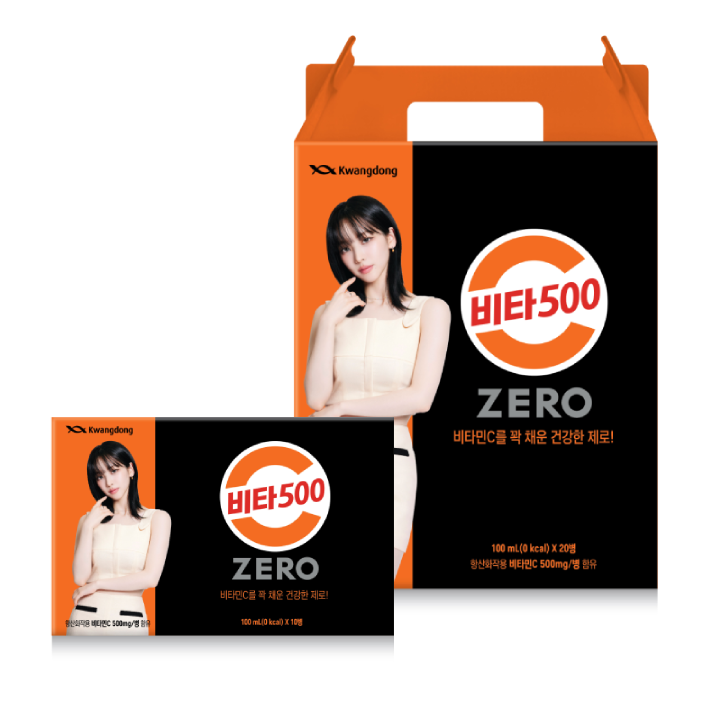 Kwangdong
비타500
ZERO
비타민C를 꽉 채운 건강한 제로!
100 mL(0 kcal) X 20병
항산화작용 비타민C 500mg/병 함유
Kwangdong
비타500
ZERO
비타민C를 꽉 채운 건강한 제로!
항산화작용 비타민C 500mg/병 함유
100 mL(0 kcal) X 10병